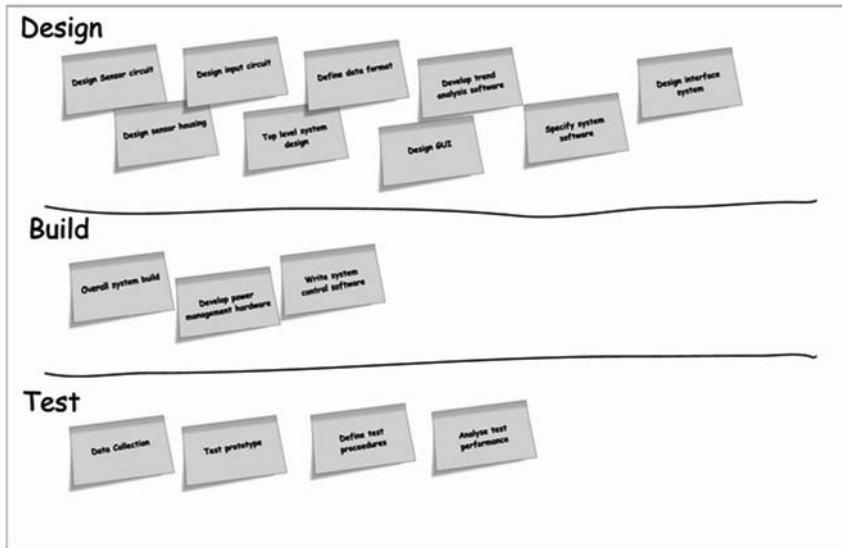 Design
Design Sensor circuit
Design input circuit
Define data format
Develop trend
analysis software
Design interface
system
Design sensor housing
Top level system
design
Design GUI
Specify system
software
Build
Overall system build
Develop power
management hardware
Write system
control software
Test
Data Collection
Test prototype
Define test
proceedures
Analyse test
performance